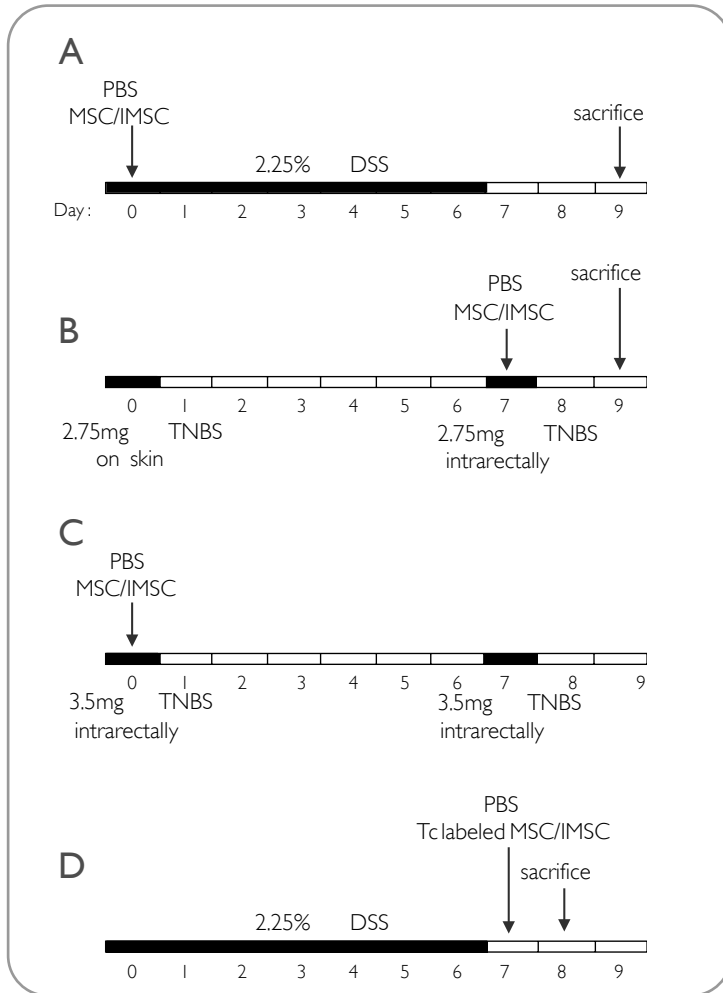 A
PBS
MSC/IMSC
sacrifice
2.25% DSS
Day: 0 1 2 3 4 5 6 7 8 9
sacrifice
PBS
MSC/IMSC
B
0 1 2 3 4 5 6 7 8 9
2.75mg TNBS 2.75mg TNBS
on skin intrarectally
C
PBS
MSC/IMSC
0 1 2 3 4 5 6 7 8 9
3.5mg TNBS 3.5mg TNBS
intrarectally intrarectally
PBS
Tc labeled MSC/IMSC
D
sacrifice
2.25% DSS
0 1 2 3 4 5 6 7 8 9